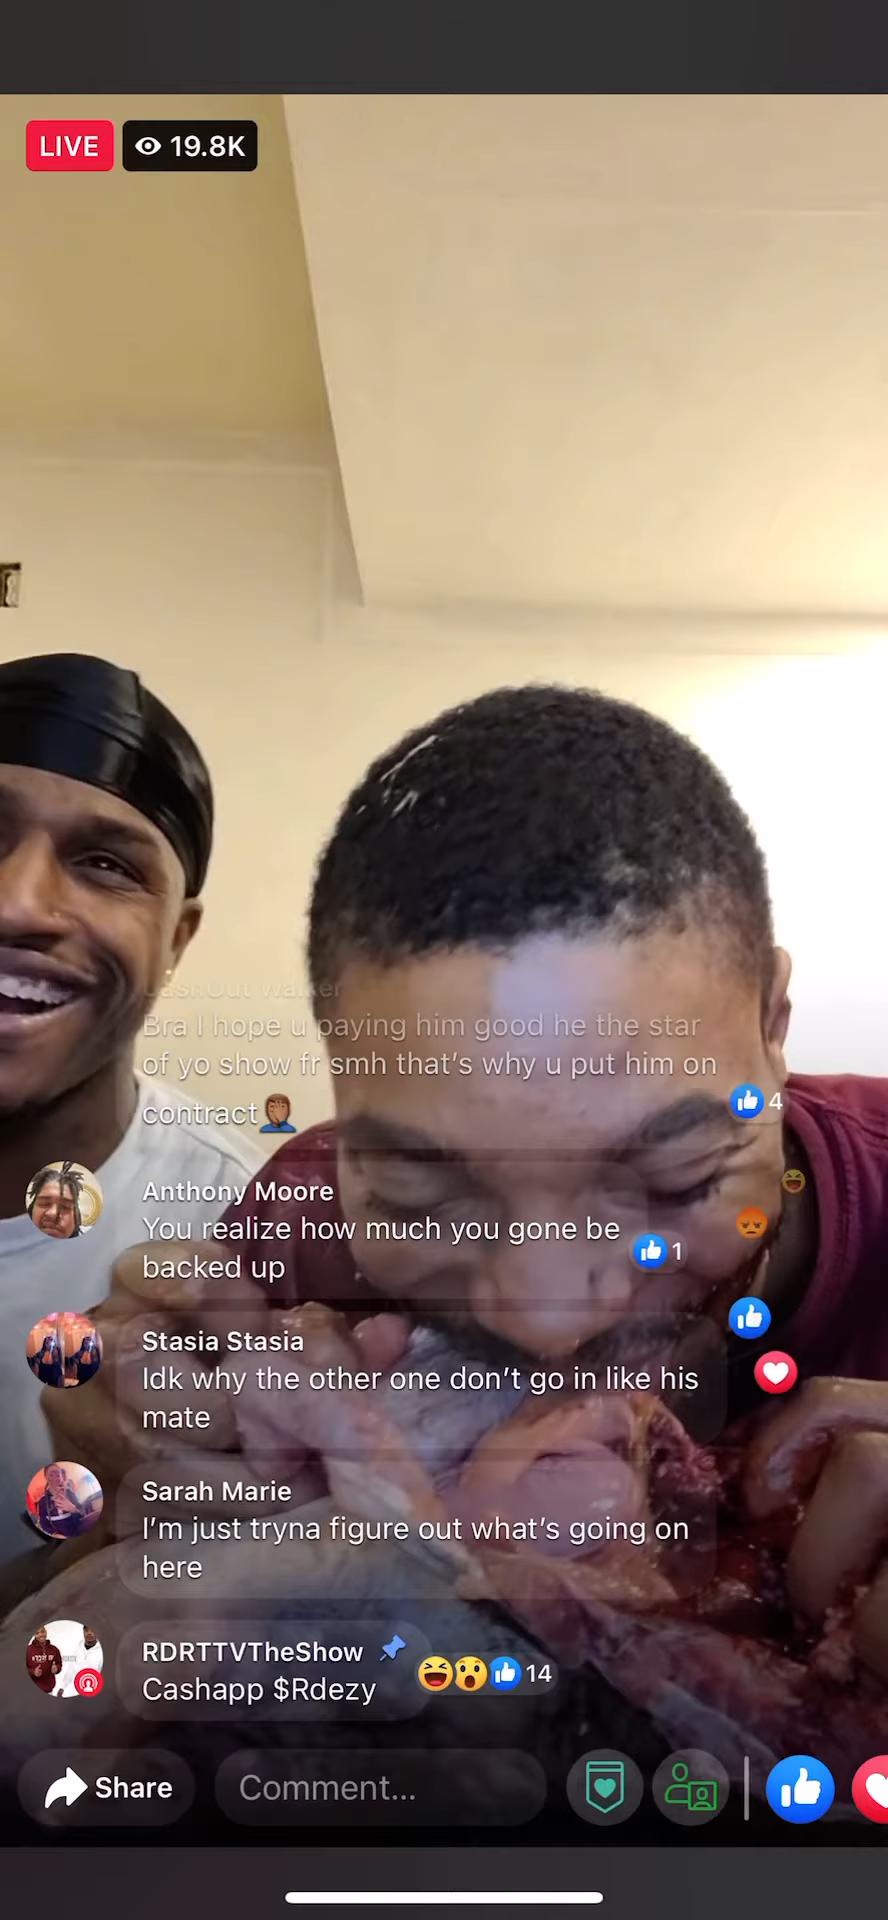 LIVE 19.8K
CashOut Walker
Bra I hope u paying him good he the star
of yo show fr smh that's why u put him on
contract🤦🏾‍♂️
4
Anthony Moore
You realize how much you gone be
backed up
1
Stasia Stasia
Idk why the other one don't go in like his
mate
Sarah Marie
I'm just tryna figure out what's going on
here
RDRTTVTheShow
Cashapp $Rdezy
14
Share
Comment...